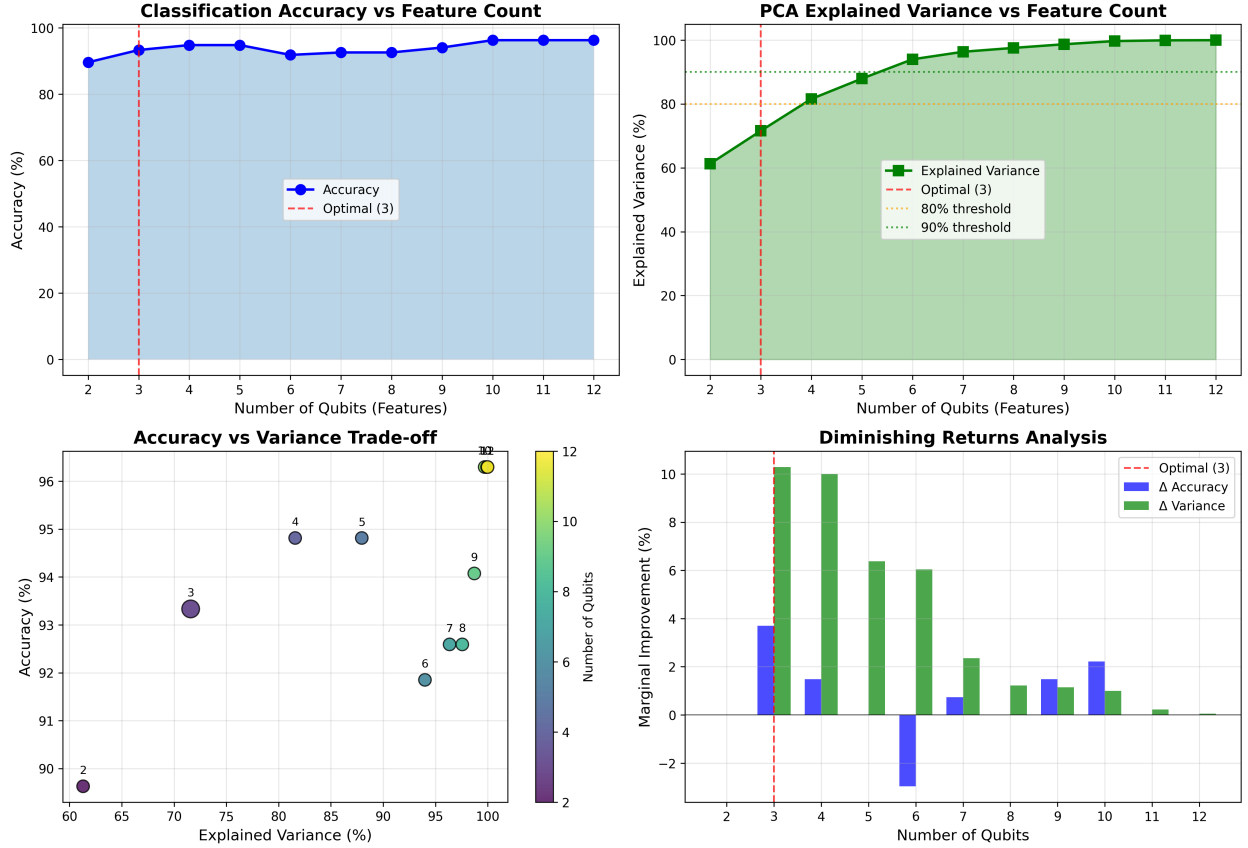 Classification Accuracy vs Feature Count
Accuracy (%)
100
80
60
40
20
0
Accuracy
Optimal (3)
2 3 4 5 6 7 8 9 10 11 12
Number of Qubits (Features)
PCA Explained Variance vs Feature Count
Explained Variance (%)
100
80
60
40
20
0
Explained Variance
Optimal (3)
80% threshold
90% threshold
2 3 4 5 6 7 8 9 10 11 12
Number of Qubits (Features)
Accuracy vs Variance Trade-off
Accuracy (%)
96
95
94
93
92
91
90
2
3
4
5
6
7
8
9
60 65 70 75 80 85 90 95 100
Explained Variance (%)
12
10
8
6
4
2
Number of Qubits
Diminishing Returns Analysis
Marginal Improvement (%)
10
8
6
4
2
0
−2
Optimal (3)
Δ Accuracy
Δ Variance
2 3 4 5 6 7 8 9 10 11 12
Number of Qubits